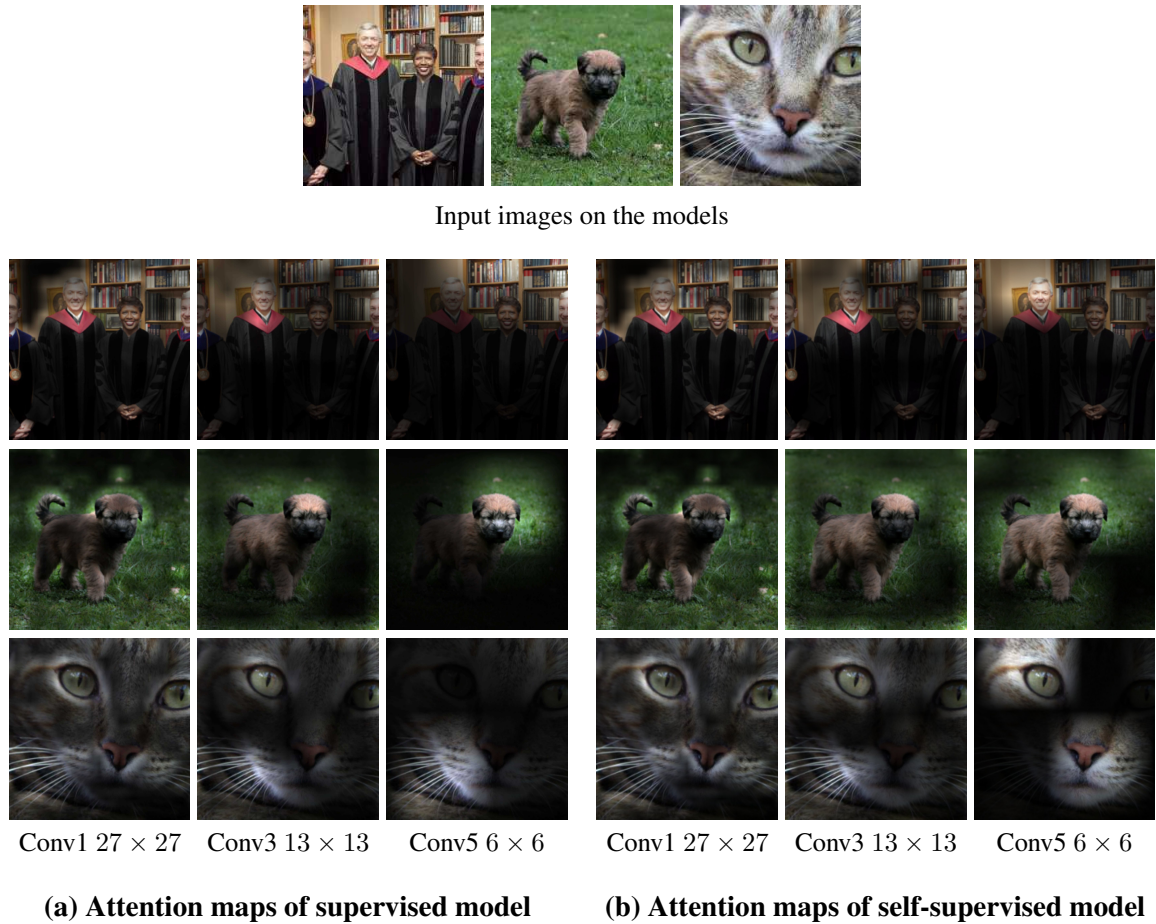 Input images on the models
Conv1 27 × 27 Conv3 13 × 13 Conv5 6 × 6 Conv1 27 × 27 Conv3 13 × 13 Conv5 6 × 6
(a) Attention maps of supervised model (b) Attention maps of self-supervised model